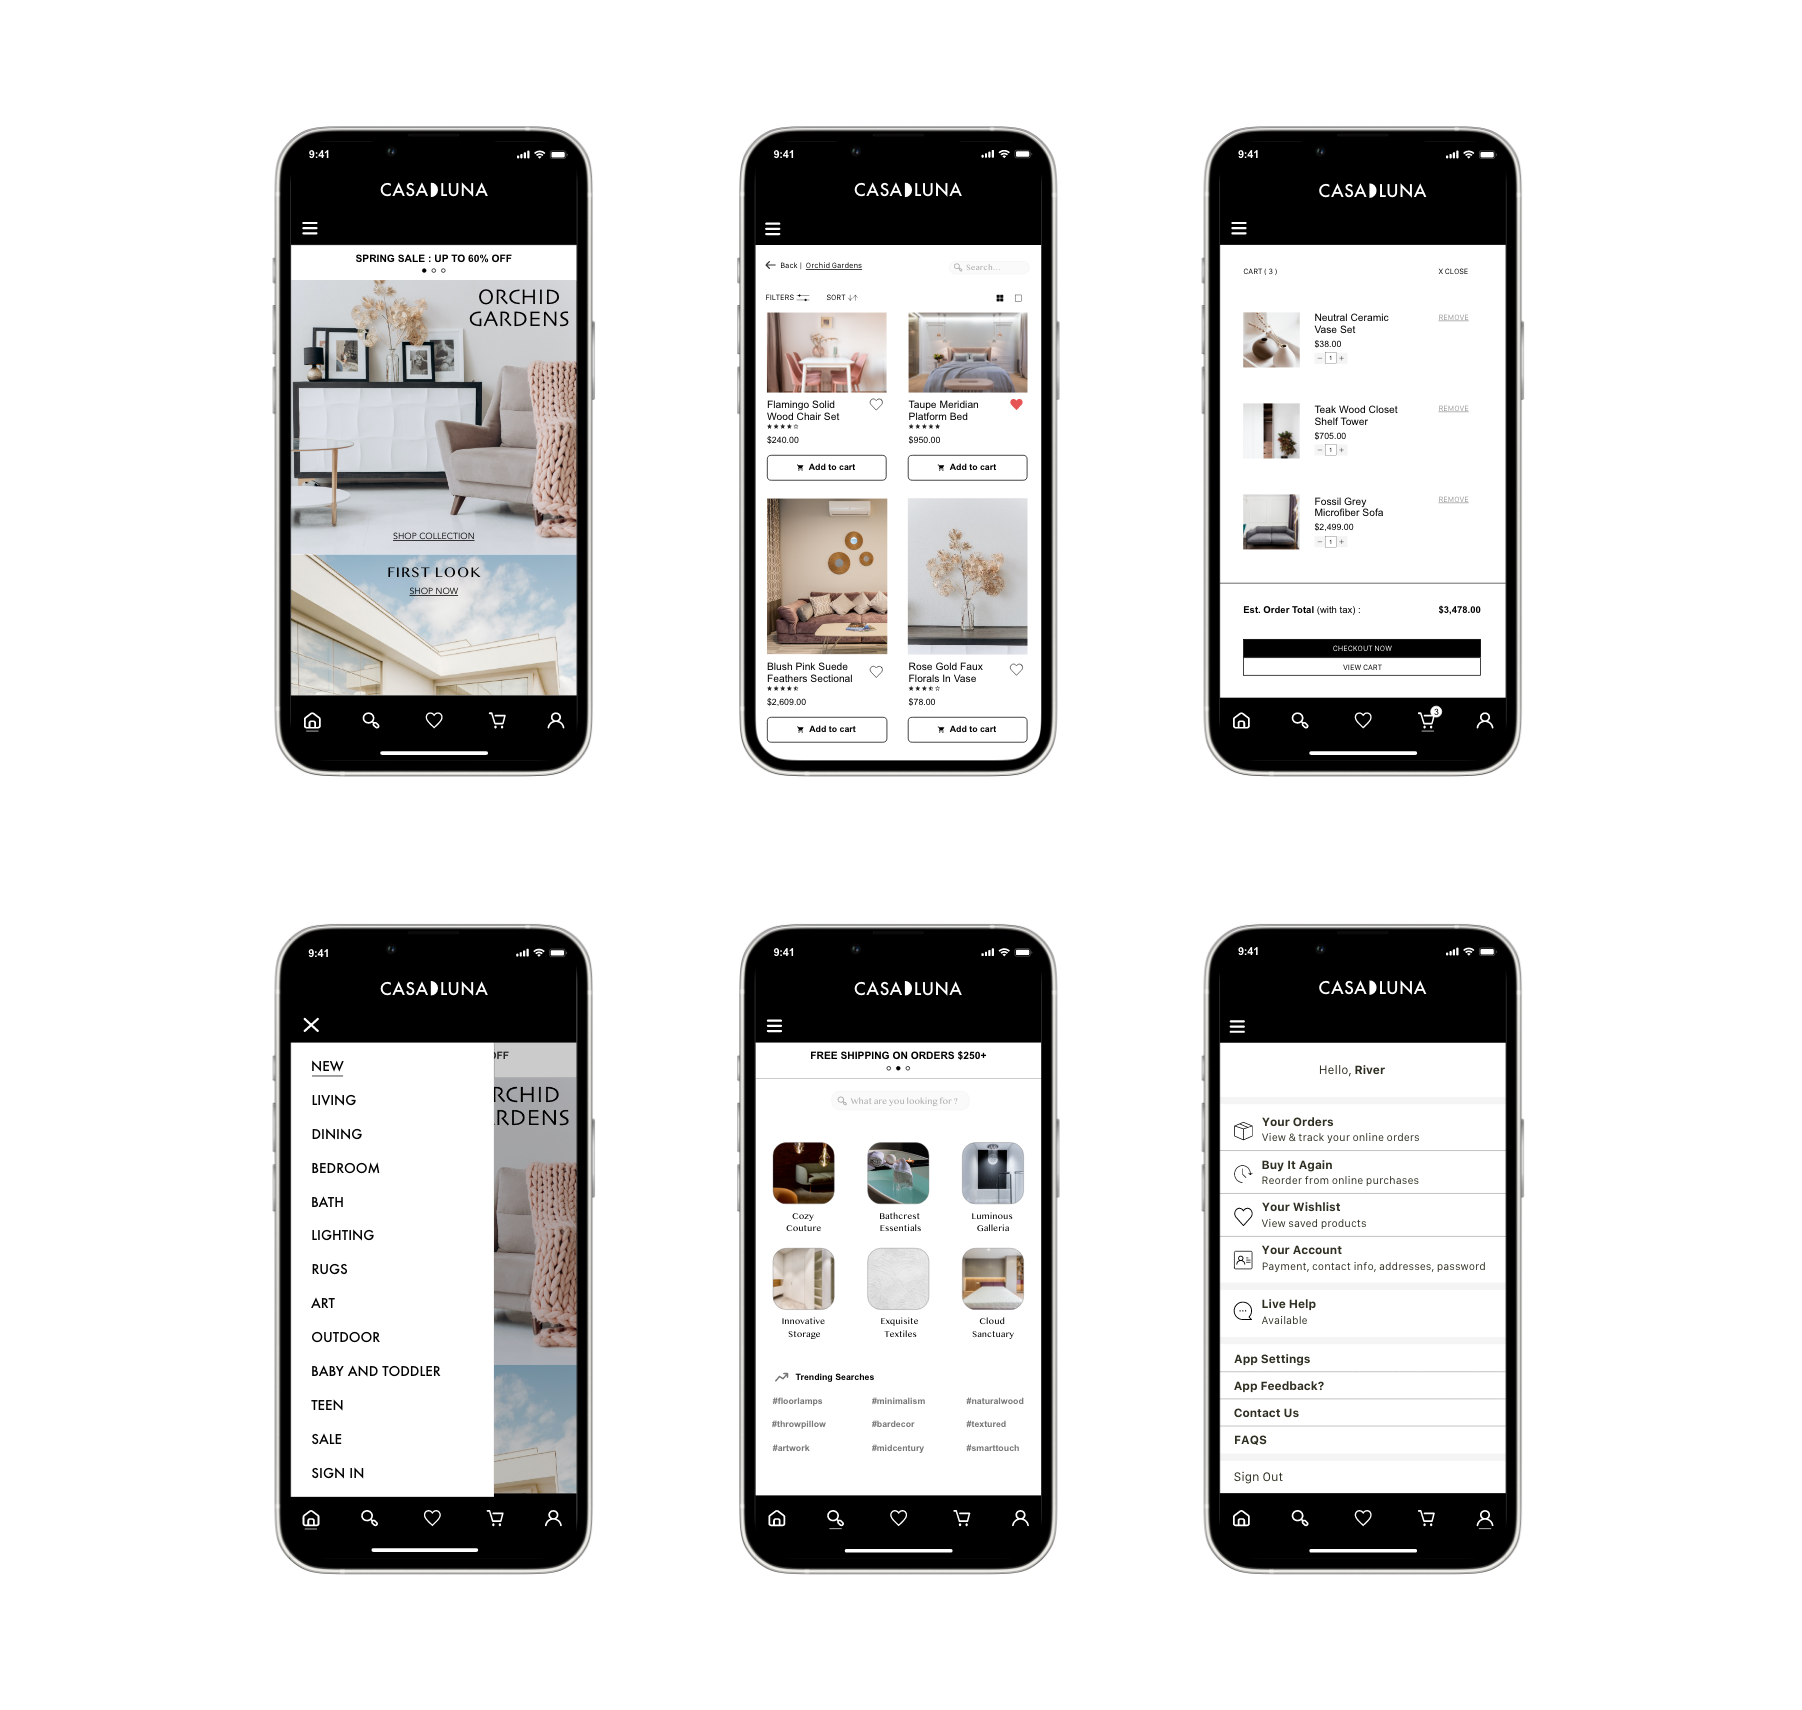 9:41
CASA LUNA
SPRING SALE : UP TO 60% OFF
ORCHID
GARDENS
SHOP COLLECTION
FIRST LOOK
SHOP NOW
9:41
CASA LUNA
Back | Orchid Gardens
Search...
FILTERS
SORT
Flamingo Solid
Wood Chair Set
$240.00
Add to cart
Taupe Meridian
Platform Bed
$950.00
Add to cart
Blush Pink Suede
Feathers Sectional
$2,609.00
Add to cart
Rose Gold Faux
Florals In Vase
$78.00
Add to cart
9:41
CASA LUNA
CART ( 3 )
X CLOSE
Neutral Ceramic
Vase Set
$38.00
− 1 +
REMOVE
Teak Wood Closet
Shelf Tower
$705.00
− 1 +
REMOVE
Fossil Grey
Microfiber Sofa
$2,499.00
− 1 +
REMOVE
Est. Order Total (with tax) :
$3,478.00
CHECKOUT NOW
VIEW CART
3
9:41
CASA LUNA
NEW
LIVING
DINING
BEDROOM
BATH
LIGHTING
RUGS
ART
OUTDOOR
BABY AND TODDLER
TEEN
SALE
SIGN IN
OFF
RCHID
RDENS
9:41
CASA LUNA
FREE SHIPPING ON ORDERS $250+
What are you looking for ?
Cozy
Couture
Bathcrest
Essentials
Luminous
Galleria
Innovative
Storage
Exquisite
Textiles
Cloud
Sanctuary
Trending Searches
#floorlamps
#minimalism
#naturalwood
#throwpillow
#bardecor
#textured
#artwork
#midcentury
#smarttouch
9:41
CASA LUNA
Hello, River
Your Orders
View & track your online orders
Buy It Again
Reorder from online purchases
Your Wishlist
View saved products
Your Account
Payment, contact info, addresses, password
Live Help
Available
App Settings
App Feedback?
Contact Us
FAQS
Sign Out